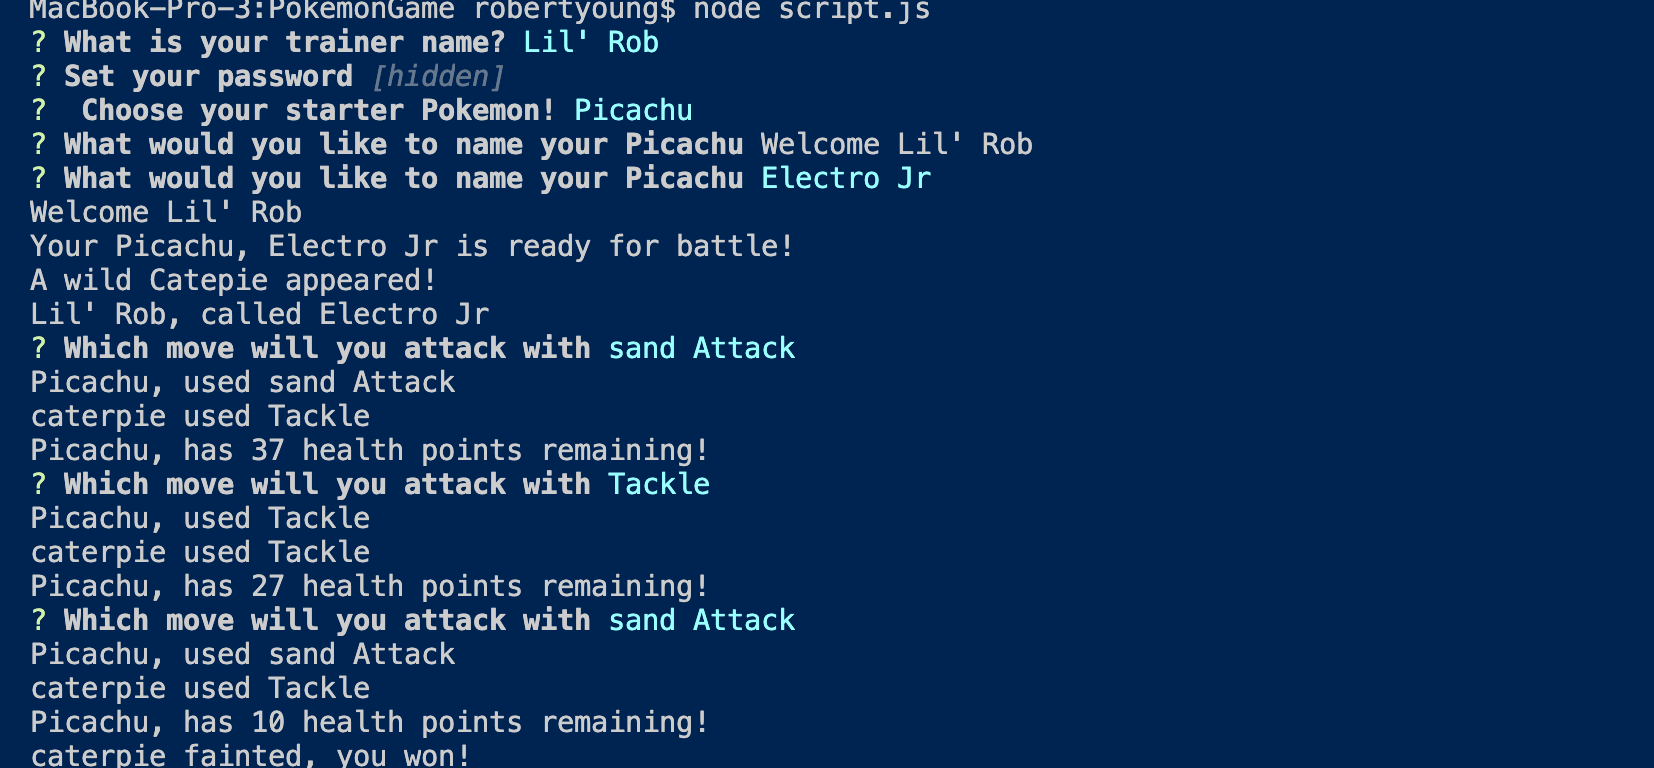 MacBook-Pro-3:PokemonGame robertyoung$ node script.js
? What is your trainer name? Lil' Rob
? Set your password [hidden]
?  Choose your starter Pokemon! Picachu
? What would you like to name your Picachu Welcome Lil' Rob
? What would you like to name your Picachu Electro Jr
Welcome Lil' Rob
Your Picachu, Electro Jr is ready for battle!
A wild Catepie appeared!
Lil' Rob, called Electro Jr
? Which move will you attack with sand Attack
Picachu, used sand Attack
caterpie used Tackle
Picachu, has 37 health points remaining!
? Which move will you attack with Tackle
Picachu, used Tackle
caterpie used Tackle
Picachu, has 27 health points remaining!
? Which move will you attack with sand Attack
Picachu, used sand Attack
caterpie used Tackle
Picachu, has 10 health points remaining!
caterpie fainted, you won!